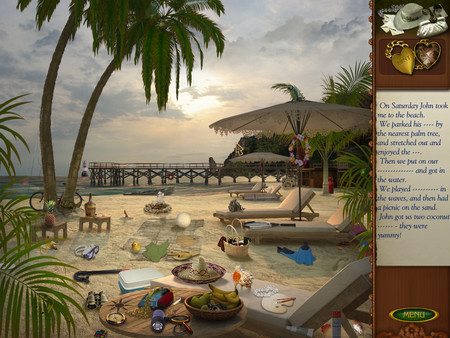 On Saturday John took
me to the beach.
We parked his ---- by
the nearest palm tree,
and stretched out and
enjoyed the ---.
Then we put on our
--------------- and got in
the water.
We played ---------- in
the waves, and then had
a picnic on the sand.
John got us two coconut
------ - they were
yummy!
MENU